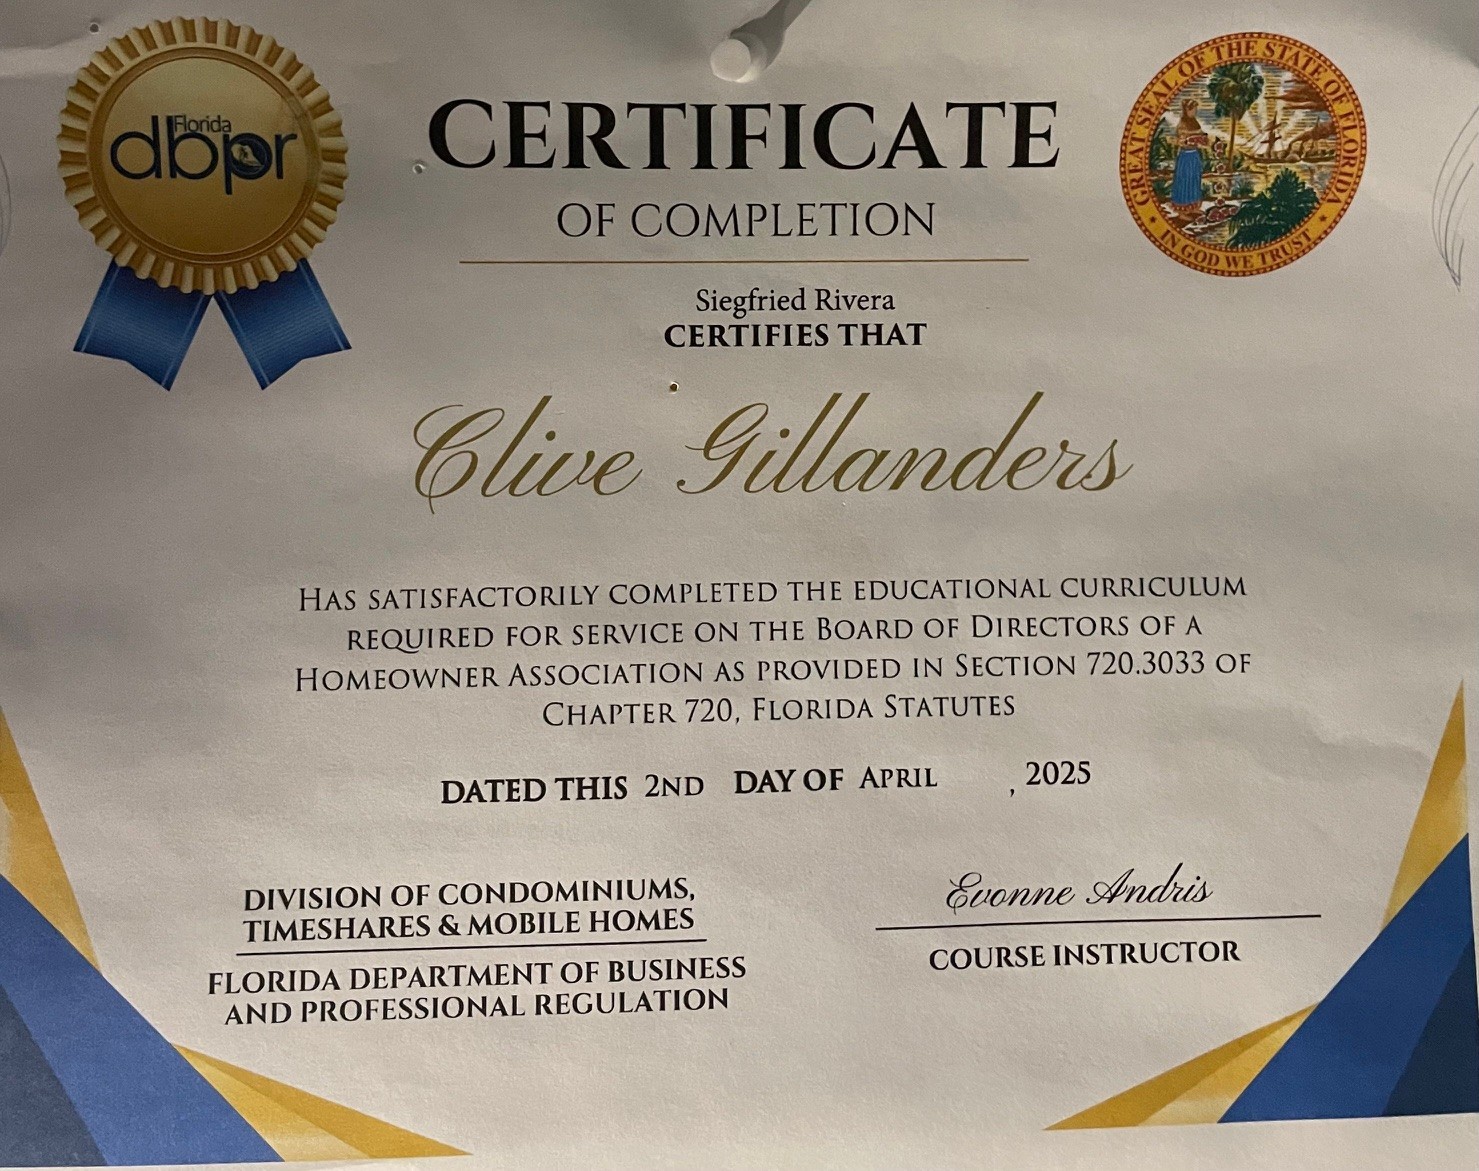 Florida
dbpr
CERTIFICATE
OF COMPLETION
GREAT SEAL OF THE STATE OF FLORIDA
IN GOD WE TRUST
Siegfried Rivera
CERTIFIES THAT
Clive Gillanders
HAS SATISFACTORILY COMPLETED THE EDUCATIONAL CURRICULUM
REQUIRED FOR SERVICE ON THE BOARD OF DIRECTORS OF A
HOMEOWNER ASSOCIATION AS PROVIDED IN SECTION 720.3033 OF
CHAPTER 720, FLORIDA STATUTES
DATED THIS 2ND DAY OF APRIL , 2025
DIVISION OF CONDOMINIUMS,
TIMESHARES & MOBILE HOMES
FLORIDA DEPARTMENT OF BUSINESS
AND PROFESSIONAL REGULATION
Evonne Andris
COURSE INSTRUCTOR